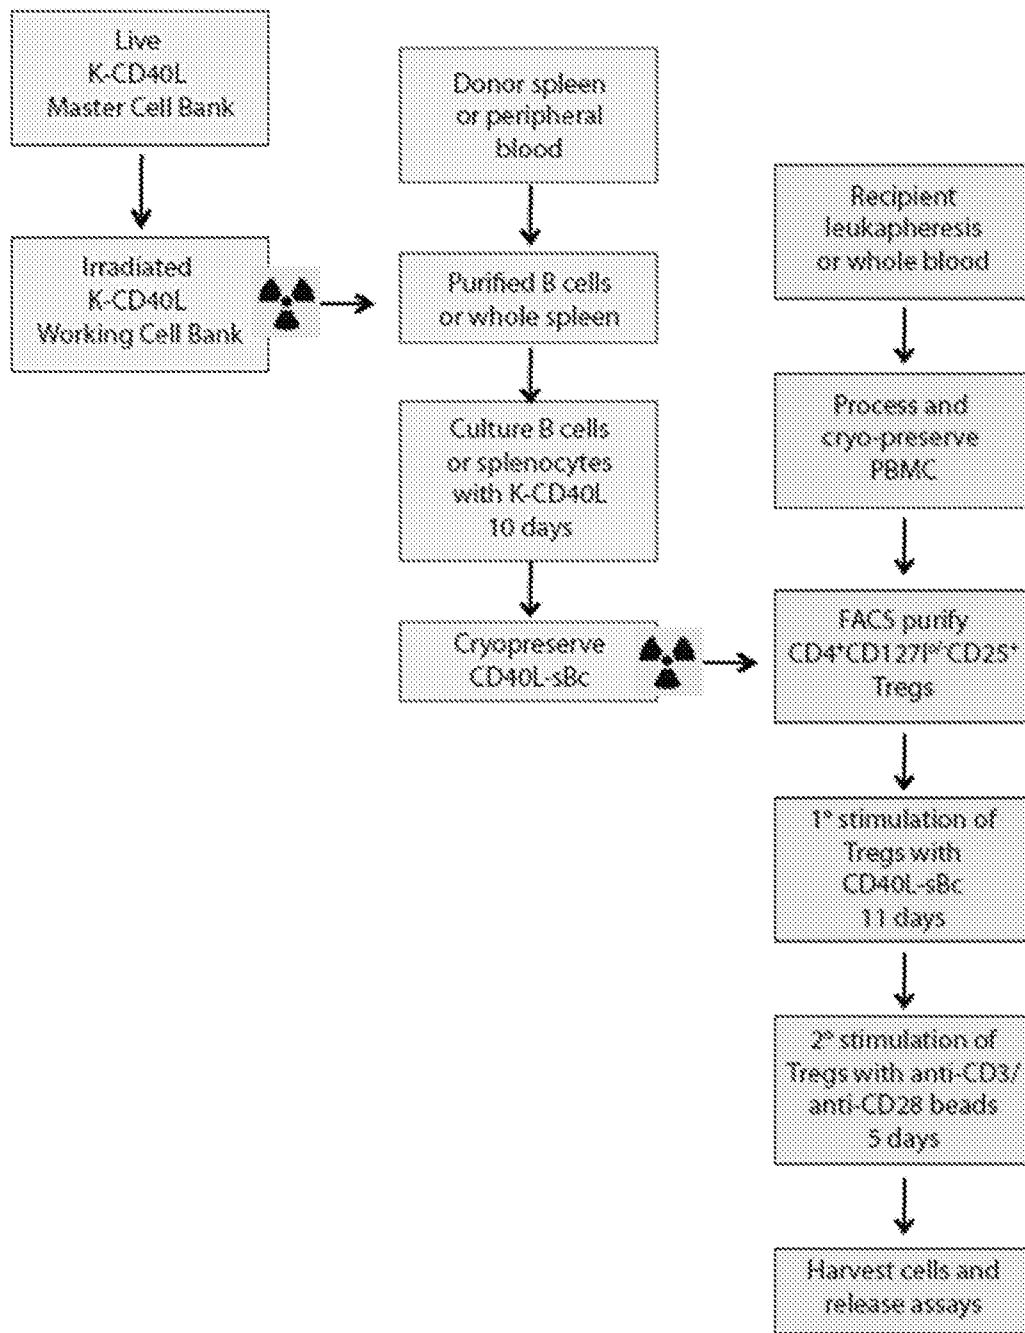 Live
K-CD40L
Master Cell Bank
Irradiated
K-CD40L
Working Cell Bank
Donor spleen
or peripheral
blood
Purified B cells
or whole spleen
Culture B cells
or splenocytes
with K-CD40L
10 days
Cryopreserve
CD40L-sBc
Recipient
leukapheresis
or whole blood
Process and
cryo-preserve
PBMC
FACS purify
CD4⁺CD127ˡᵒ/⁻CD25⁺
Tregs
1° stimulation of
Tregs with
CD40L-sBc
11 days
2° stimulation of
Tregs with anti-CD3/
anti-CD28 beads
5 days
Harvest cells and
release assays